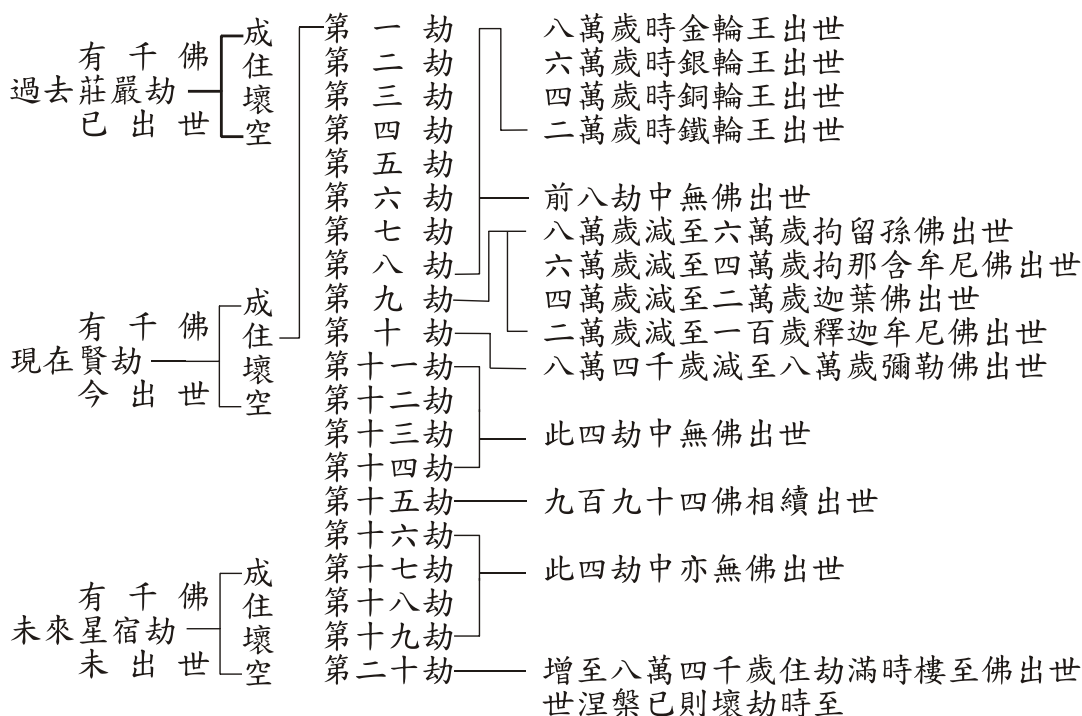 有千佛
過去莊嚴劫
已出世
成
住
壞
空
有千佛
現在賢劫
今出世
成
住
壞
空
有千佛
未來星宿劫
未出世
成
住
壞
空
第一劫
第二劫
第三劫
第四劫
第五劫
第六劫
第七劫
第八劫
第九劫
第十劫
第十一劫
第十二劫
第十三劫
第十四劫
第十五劫
第十六劫
第十七劫
第十八劫
第十九劫
第二十劫
八萬歲時金輪王出世
六萬歲時銀輪王出世
四萬歲時銅輪王出世
二萬歲時鐵輪王出世
前八劫中無佛出世
八萬歲減至六萬歲拘留孫佛出世
六萬歲減至四萬歲拘那含牟尼佛出世
四萬歲減至二萬歲迦葉佛出世
二萬歲減至一百歲釋迦牟尼佛出世
八萬四千歲減至八萬歲彌勒佛出世
此四劫中無佛出世
九百九十四佛相續出世
此四劫中亦無佛出世
增至八萬四千歲住劫滿時樓至佛出世
世涅槃已則壞劫時至